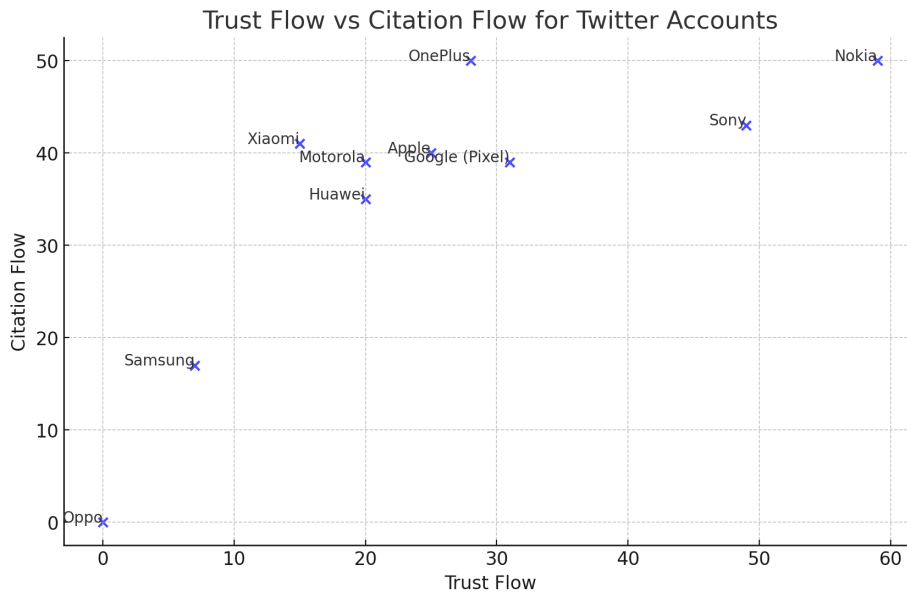 Trust Flow vs Citation Flow for Twitter Accounts
Citation Flow
50
40
30
20
10
0
OnePlus
Nokia
Sony
Xiaomi
Apple
Motorola
Google (Pixel)
Huawei
Samsung
Oppo
0
10
20
30
40
50
60
Trust Flow